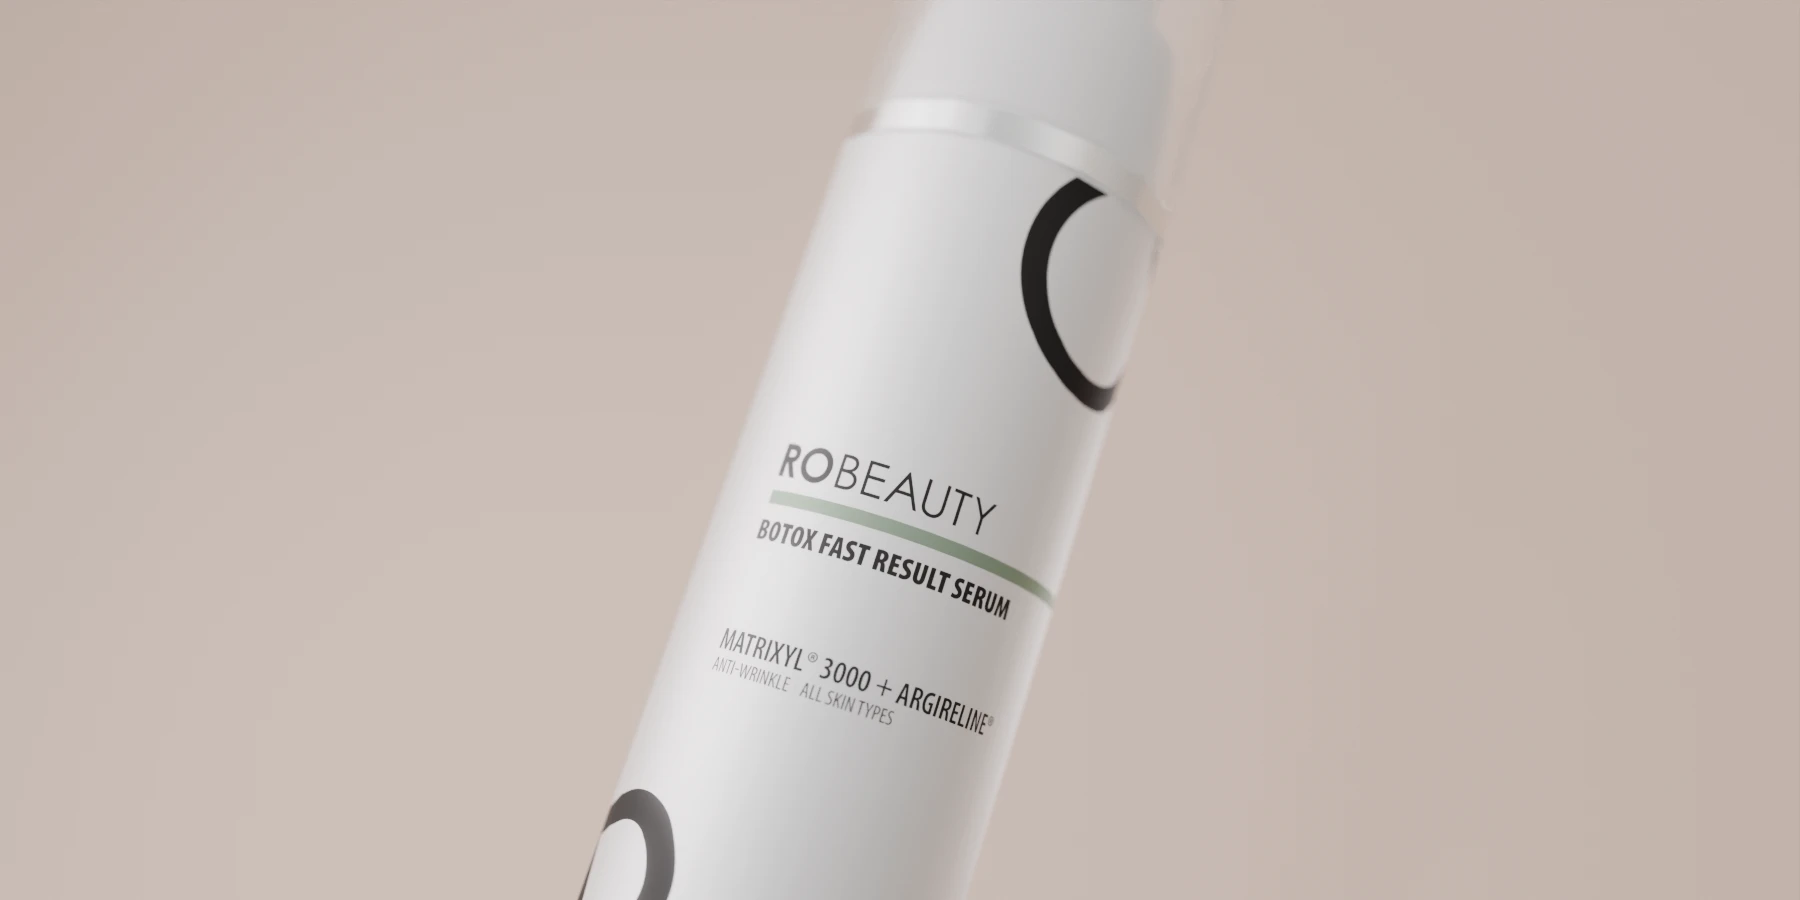 ROBEAUTY
BOTOX FAST RESULT SERUM
MATRIXYL® 3000 + ARGIRELINE®
ANTI-WRINKLE ALL SKIN TYPES